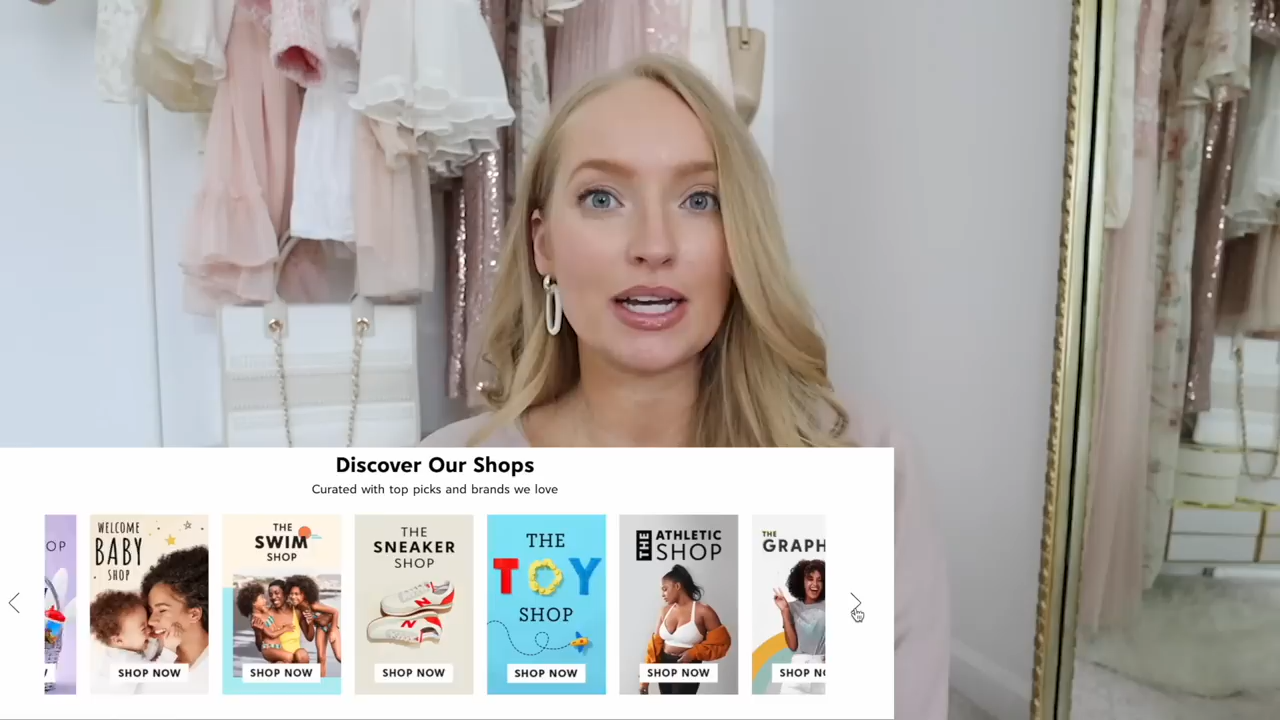 Discover Our Shops
Curated with top picks and brands we love
OP
WELCOME
BABY
SHOP
SHOP NOW
THE
SWIM
SHOP
SHOP NOW
THE
SNEAKER
SHOP
SHOP NOW
THE
TOY
SHOP
SHOP NOW
THE ATHLETIC
SHOP
SHOP NOW
THE
GRAPH
SHOP NO